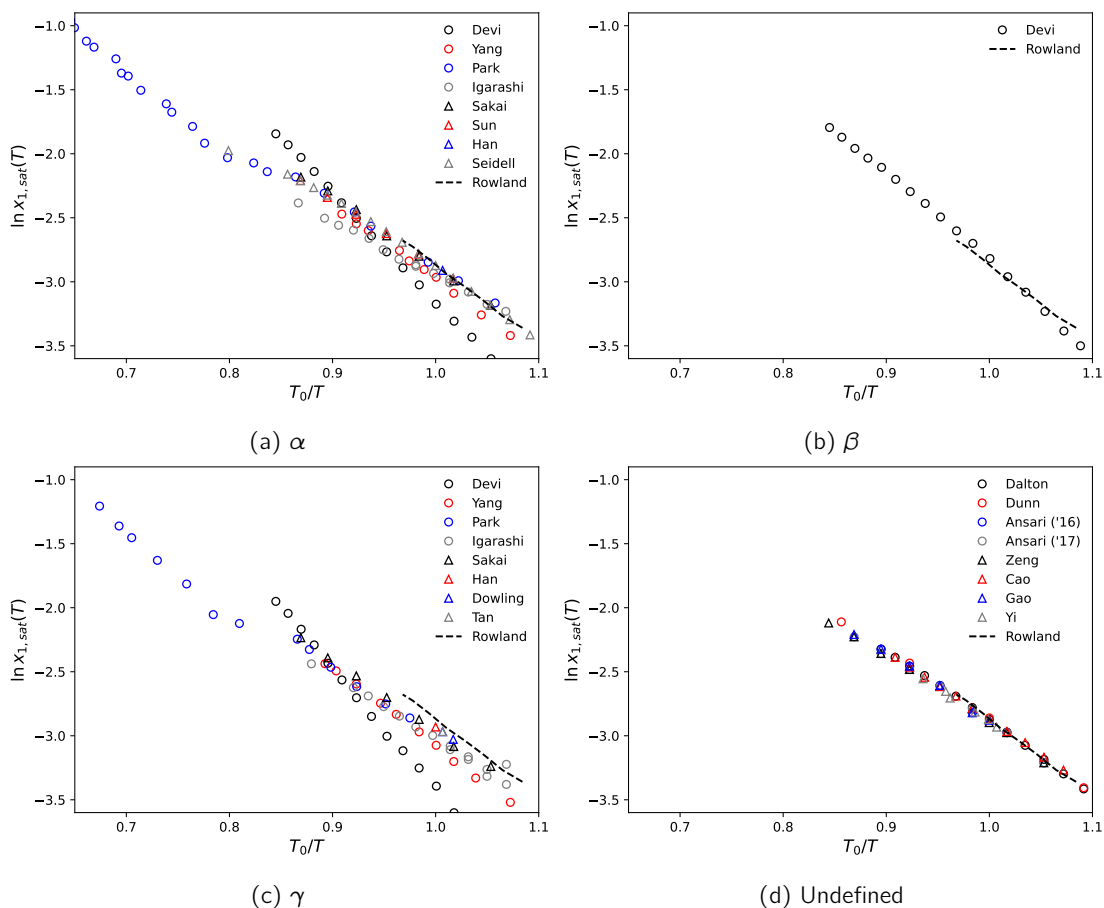 −1.0
−1.5
−2.0
−2.5
−3.0
−3.5
ln x1,sat(T)
0.7 0.8 0.9 1.0 1.1
T0/T
Devi
Yang
Park
Igarashi
Sakai
Sun
Han
Seidell
Rowland
(a) α
−1.0
−1.5
−2.0
−2.5
−3.0
−3.5
ln x1,sat(T)
0.7 0.8 0.9 1.0 1.1
T0/T
Devi
Rowland
(b) β
−1.0
−1.5
−2.0
−2.5
−3.0
−3.5
ln x1,sat(T)
0.7 0.8 0.9 1.0 1.1
T0/T
Devi
Yang
Park
Igarashi
Sakai
Han
Dowling
Tan
Rowland
(c) γ
−1.0
−1.5
−2.0
−2.5
−3.0
−3.5
ln x1,sat(T)
0.7 0.8 0.9 1.0 1.1
T0/T
Dalton
Dunn
Ansari ('16)
Ansari ('17)
Zeng
Cao
Gao
Yi
Rowland
(d) Undefined